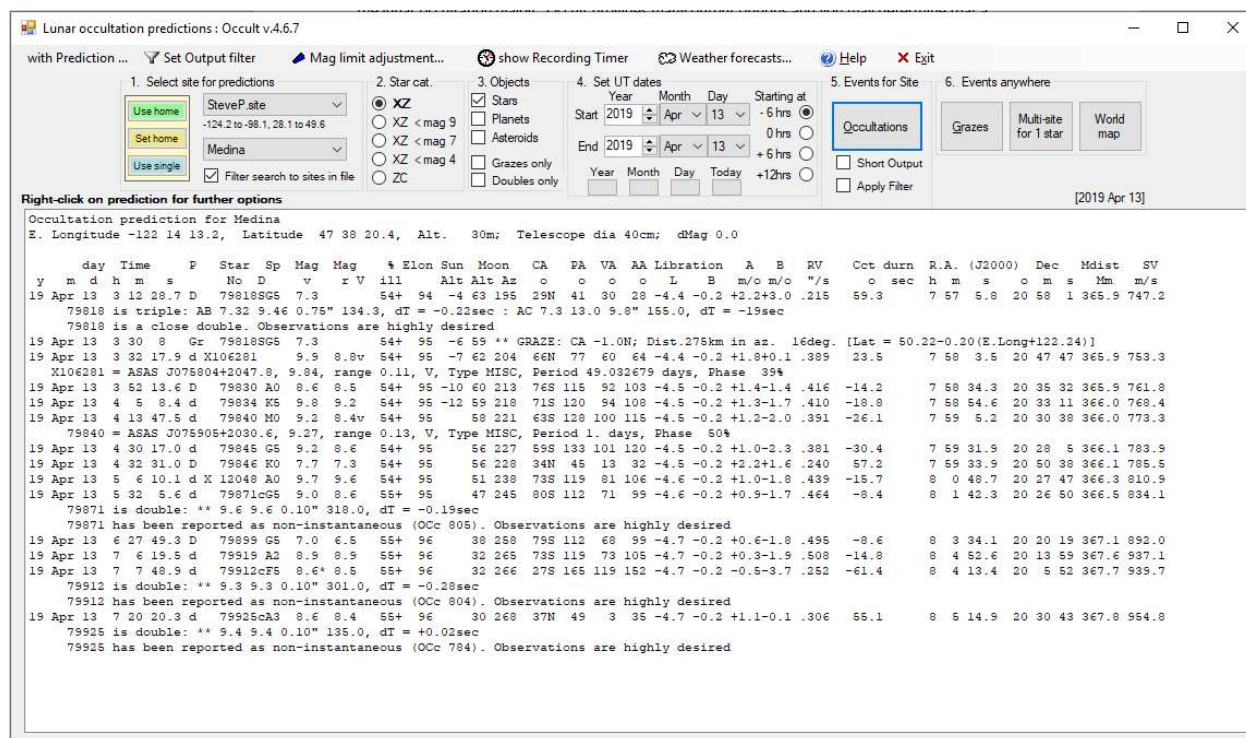 Lunar occultation predictions : Occult v.4.6.7
with Prediction ... Set Output filter Mag limit adjustment... show Recording Timer Weather forecasts... Help Exit
1. Select site for predictions 2. Star cat. 3. Objects 4. Set UT dates 5. Events for Site 6. Events anywhere
Use home SteveP.site XZ Stars Year Month Day Starting at
-124.2 to -98.1, 28.1 to 49.6 XZ < mag 9 Planets Start 2019 Apr 13 - 6 hrs Occultations Grazes Multi-site for 1 star World map
Set home Medina XZ < mag 7 Asteroids End 2019 Apr 13 0 hrs
Use single Filter search to sites in file XZ < mag 4 Grazes only + 6 hrs Short Output
ZC Doubles only Year Month Day Today +12hrs Apply Filter
Right-click on prediction for further options [2019 Apr 13]
Occultation prediction for Medina
E. Longitude -122 14 13.2, Latitude 47 38 20.4, Alt. 30m; Telescope dia 40cm; dMag 0.0
day Time P Star Sp Mag Mag % Elon Sun Moon CA PA VA AA Libration A B RV Cct durn R.A. (J2000) Dec Mdist SV
y m d h m s No D v r V ill Alt Alt Az o o o o L B m/o m/o "/s o sec h m s o m s Mm m/s
19 Apr 13 3 12 28.7 D 79818SG5 7.3 54+ 94 -4 63 195 29N 41 30 28 -4.4 -0.2 +2.2+3.0 .215 59.3 7 57 5.8 20 58 1 365.9 747.2
79818 is triple: AB 7.32 9.46 0.75" 134.3, dT = -0.22sec : AC 7.3 13.0 9.8" 155.0, dT = -19sec
79818 is a close double. Observations are highly desired
19 Apr 13 3 30 8 Gr 79818SG5 7.3 54+ 95 -6 59 ** GRAZE: CA -1.0N; Dist.275km in az. 16deg. [Lat = 50.22-0.20(E.Long+122.24)]
19 Apr 13 3 32 17.9 d X106281 9.9 8.8v 54+ 95 -7 62 204 66N 77 60 64 -4.4 -0.2 +1.8+0.1 .389 23.5 7 58 3.5 20 47 47 365.9 753.3
X106281 = ASAS J075804+2047.8, 9.84, range 0.11, V, Type MISC, Period 49.032679 days, Phase 39%
19 Apr 13 3 52 13.6 D 79830 A0 8.6 8.5 54+ 95 -10 60 213 76S 115 92 103 -4.5 -0.2 +1.4-1.4 .416 -14.2 7 58 34.3 20 35 32 365.9 761.8
19 Apr 13 4 5 8.4 d 79834 K5 9.8 9.2 54+ 95 -12 59 218 71S 120 94 108 -4.5 -0.2 +1.3-1.7 .410 -18.8 7 58 54.6 20 33 11 366.0 768.4
19 Apr 13 4 13 47.5 d 79840 M0 9.2 8.4v 54+ 95 58 221 63S 128 100 115 -4.5 -0.2 +1.2-2.0 .391 -26.1 7 59 5.2 20 30 38 366.0 773.3
79840 = ASAS J075905+2030.6, 9.27, range 0.13, V, Type MISC, Period 1. days, Phase 50%
19 Apr 13 4 30 17.0 d 79845 G5 9.2 8.6 54+ 95 56 227 59S 133 101 120 -4.5 -0.2 +1.0-2.3 .381 -30.4 7 59 31.9 20 28 5 366.1 783.9
19 Apr 13 4 32 31.0 D 79846 K0 7.7 7.3 54+ 95 56 228 34N 45 13 32 -4.5 -0.2 +2.2+1.6 .240 57.2 7 59 33.9 20 50 38 366.1 785.5
19 Apr 13 5 6 10.1 d X 12048 A0 9.7 9.6 54+ 95 51 238 73S 119 81 106 -4.6 -0.2 +1.0-1.8 .439 -15.7 8 0 48.7 20 27 47 366.3 810.9
19 Apr 13 5 32 5.6 d 79871cG5 9.0 8.6 55+ 95 47 245 80S 112 71 99 -4.6 -0.2 +0.9-1.7 .464 -8.4 8 1 42.3 20 26 50 366.5 834.1
79871 is double: ** 9.6 9.6 0.10" 318.0, dT = -0.19sec
79871 has been reported as non-instantaneous (OCc 805). Observations are highly desired
19 Apr 13 6 27 49.3 D 79899 G5 7.0 6.5 55+ 96 38 258 79S 112 68 99 -4.7 -0.2 +0.6-1.8 .495 -8.6 8 3 34.1 20 20 19 367.1 892.0
19 Apr 13 7 6 19.5 d 79919 A2 8.9 8.9 55+ 96 32 265 73S 119 73 105 -4.7 -0.2 +0.3-1.9 .508 -14.8 8 4 52.6 20 13 59 367.6 937.1
19 Apr 13 7 7 48.9 d 79912cF5 8.6* 8.5 55+ 96 32 266 27S 165 119 152 -4.7 -0.2 -0.5-3.7 .252 -61.4 8 4 13.4 20 5 52 367.7 939.7
79912 is double: ** 9.3 9.3 0.10" 301.0, dT = -0.28sec
79912 has been reported as non-instantaneous (OCc 804). Observations are highly desired
19 Apr 13 7 20 20.3 d 79925cA3 8.6 8.4 55+ 96 30 268 37N 49 3 35 -4.7 -0.2 +1.1-0.1 .306 55.1 8 5 14.9 20 30 43 367.8 954.8
79925 is double: ** 9.4 9.4 0.10" 135.0, dT = +0.02sec
79925 has been reported as non-instantaneous (OCc 784). Observations are highly desired